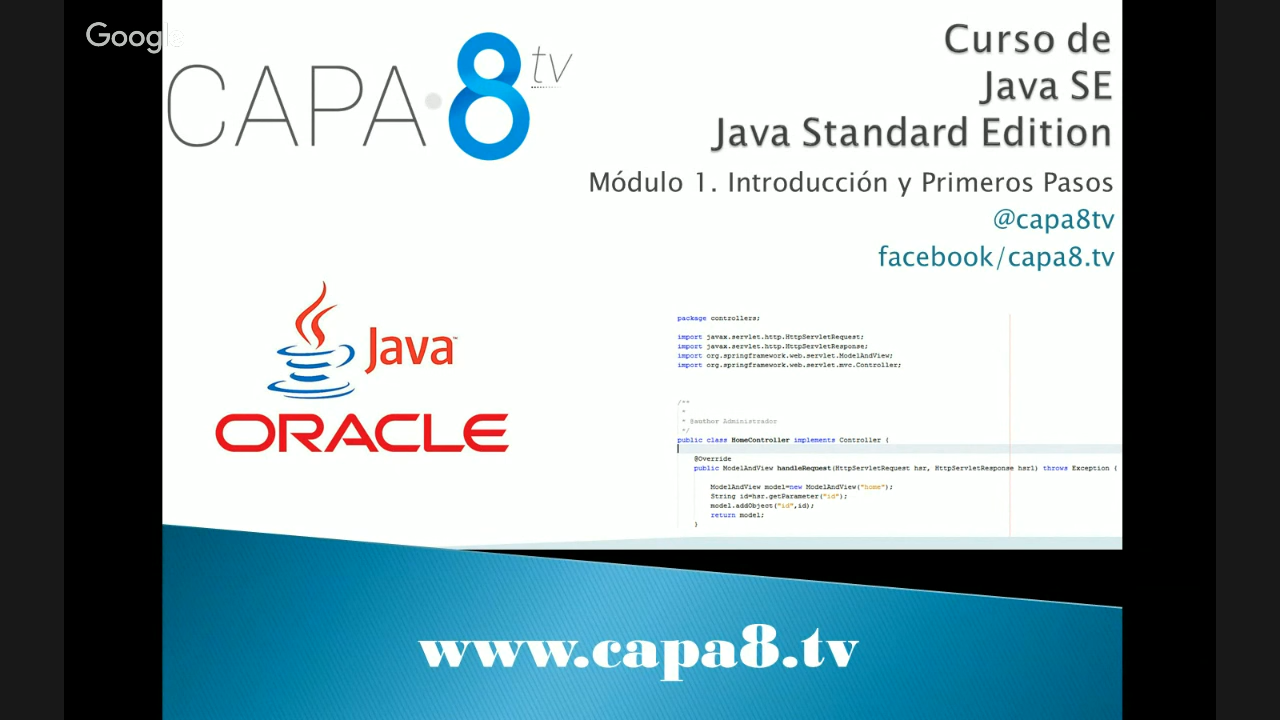 Google
CAPA·8tv
Curso de
Java SE
Java Standard Edition
Módulo 1. Introducción y Primeros Pasos
@capa8tv
facebook/capa8.tv
Java™
ORACLE
package controllers;
import javax.servlet.http.HttpServletRequest;
import javax.servlet.http.HttpServletResponse;
import org.springframework.web.servlet.ModelAndView;
import org.springframework.web.servlet.mvc.Controller;
/**
*
* @author Administrador
*/
public class HomeController implements Controller {
@Override
public ModelAndView handleRequest(HttpServletRequest hsr, HttpServletResponse hsr1) throws Exception {
ModelAndView model=new ModelAndView("home");
String id=hsr.getParameter("id");
model.addObject("id",id);
return model;
}
www.capa8.tv